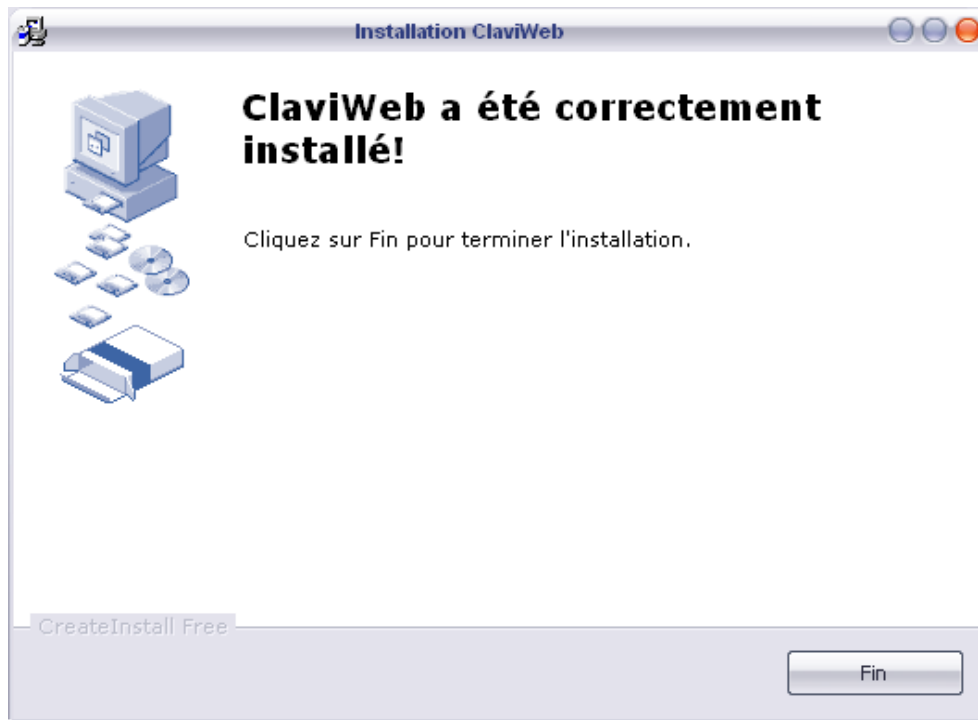 Installation ClaviWeb
ClaviWeb a été correctement
installé!
Cliquez sur Fin pour terminer l'installation.
CreateInstall Free
Fin